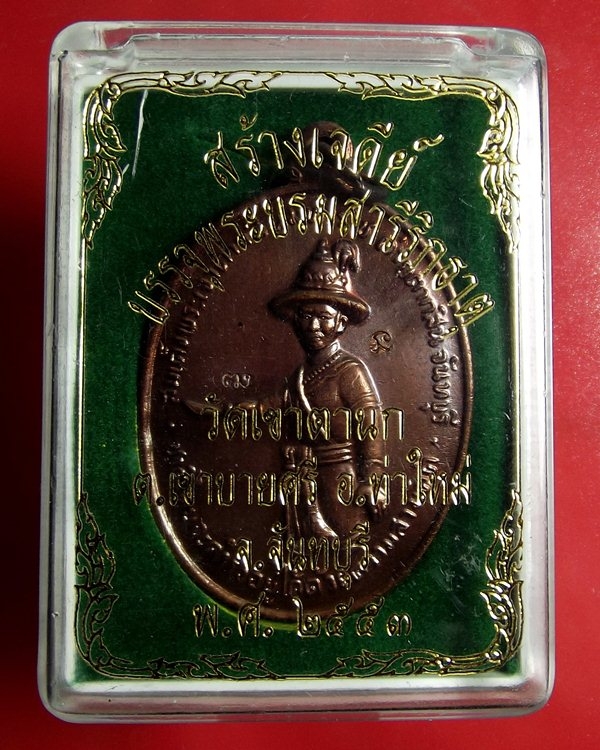 สร้างเจดีย์
บรรจุพระบรมสารีริกธาตุ
วัดเขาผานก
ต.เขาบายศรี อ.ท่าใหม่
จ.จันทบุรี
พ.ศ. ๒๕๕๓